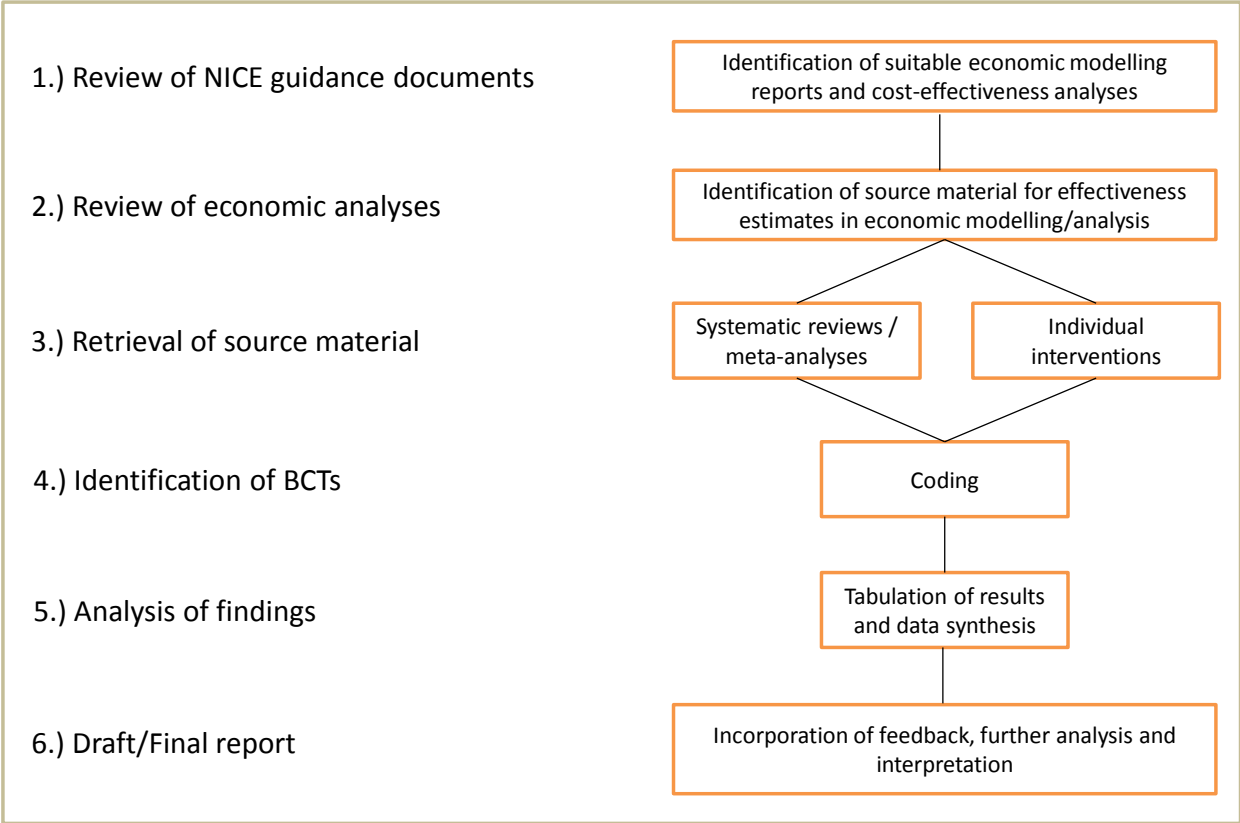 1.) Review of NICE guidance documents
Identification of suitable economic modelling
reports and cost-effectiveness analyses
2.) Review of economic analyses
Identification of source material for effectiveness
estimates in economic modelling/analysis
3.) Retrieval of source material
Systematic reviews /
meta-analyses
Individual
interventions
4.) Identification of BCTs
Coding
5.) Analysis of findings
Tabulation of results
and data synthesis
6.) Draft/Final report
Incorporation of feedback, further analysis and
interpretation